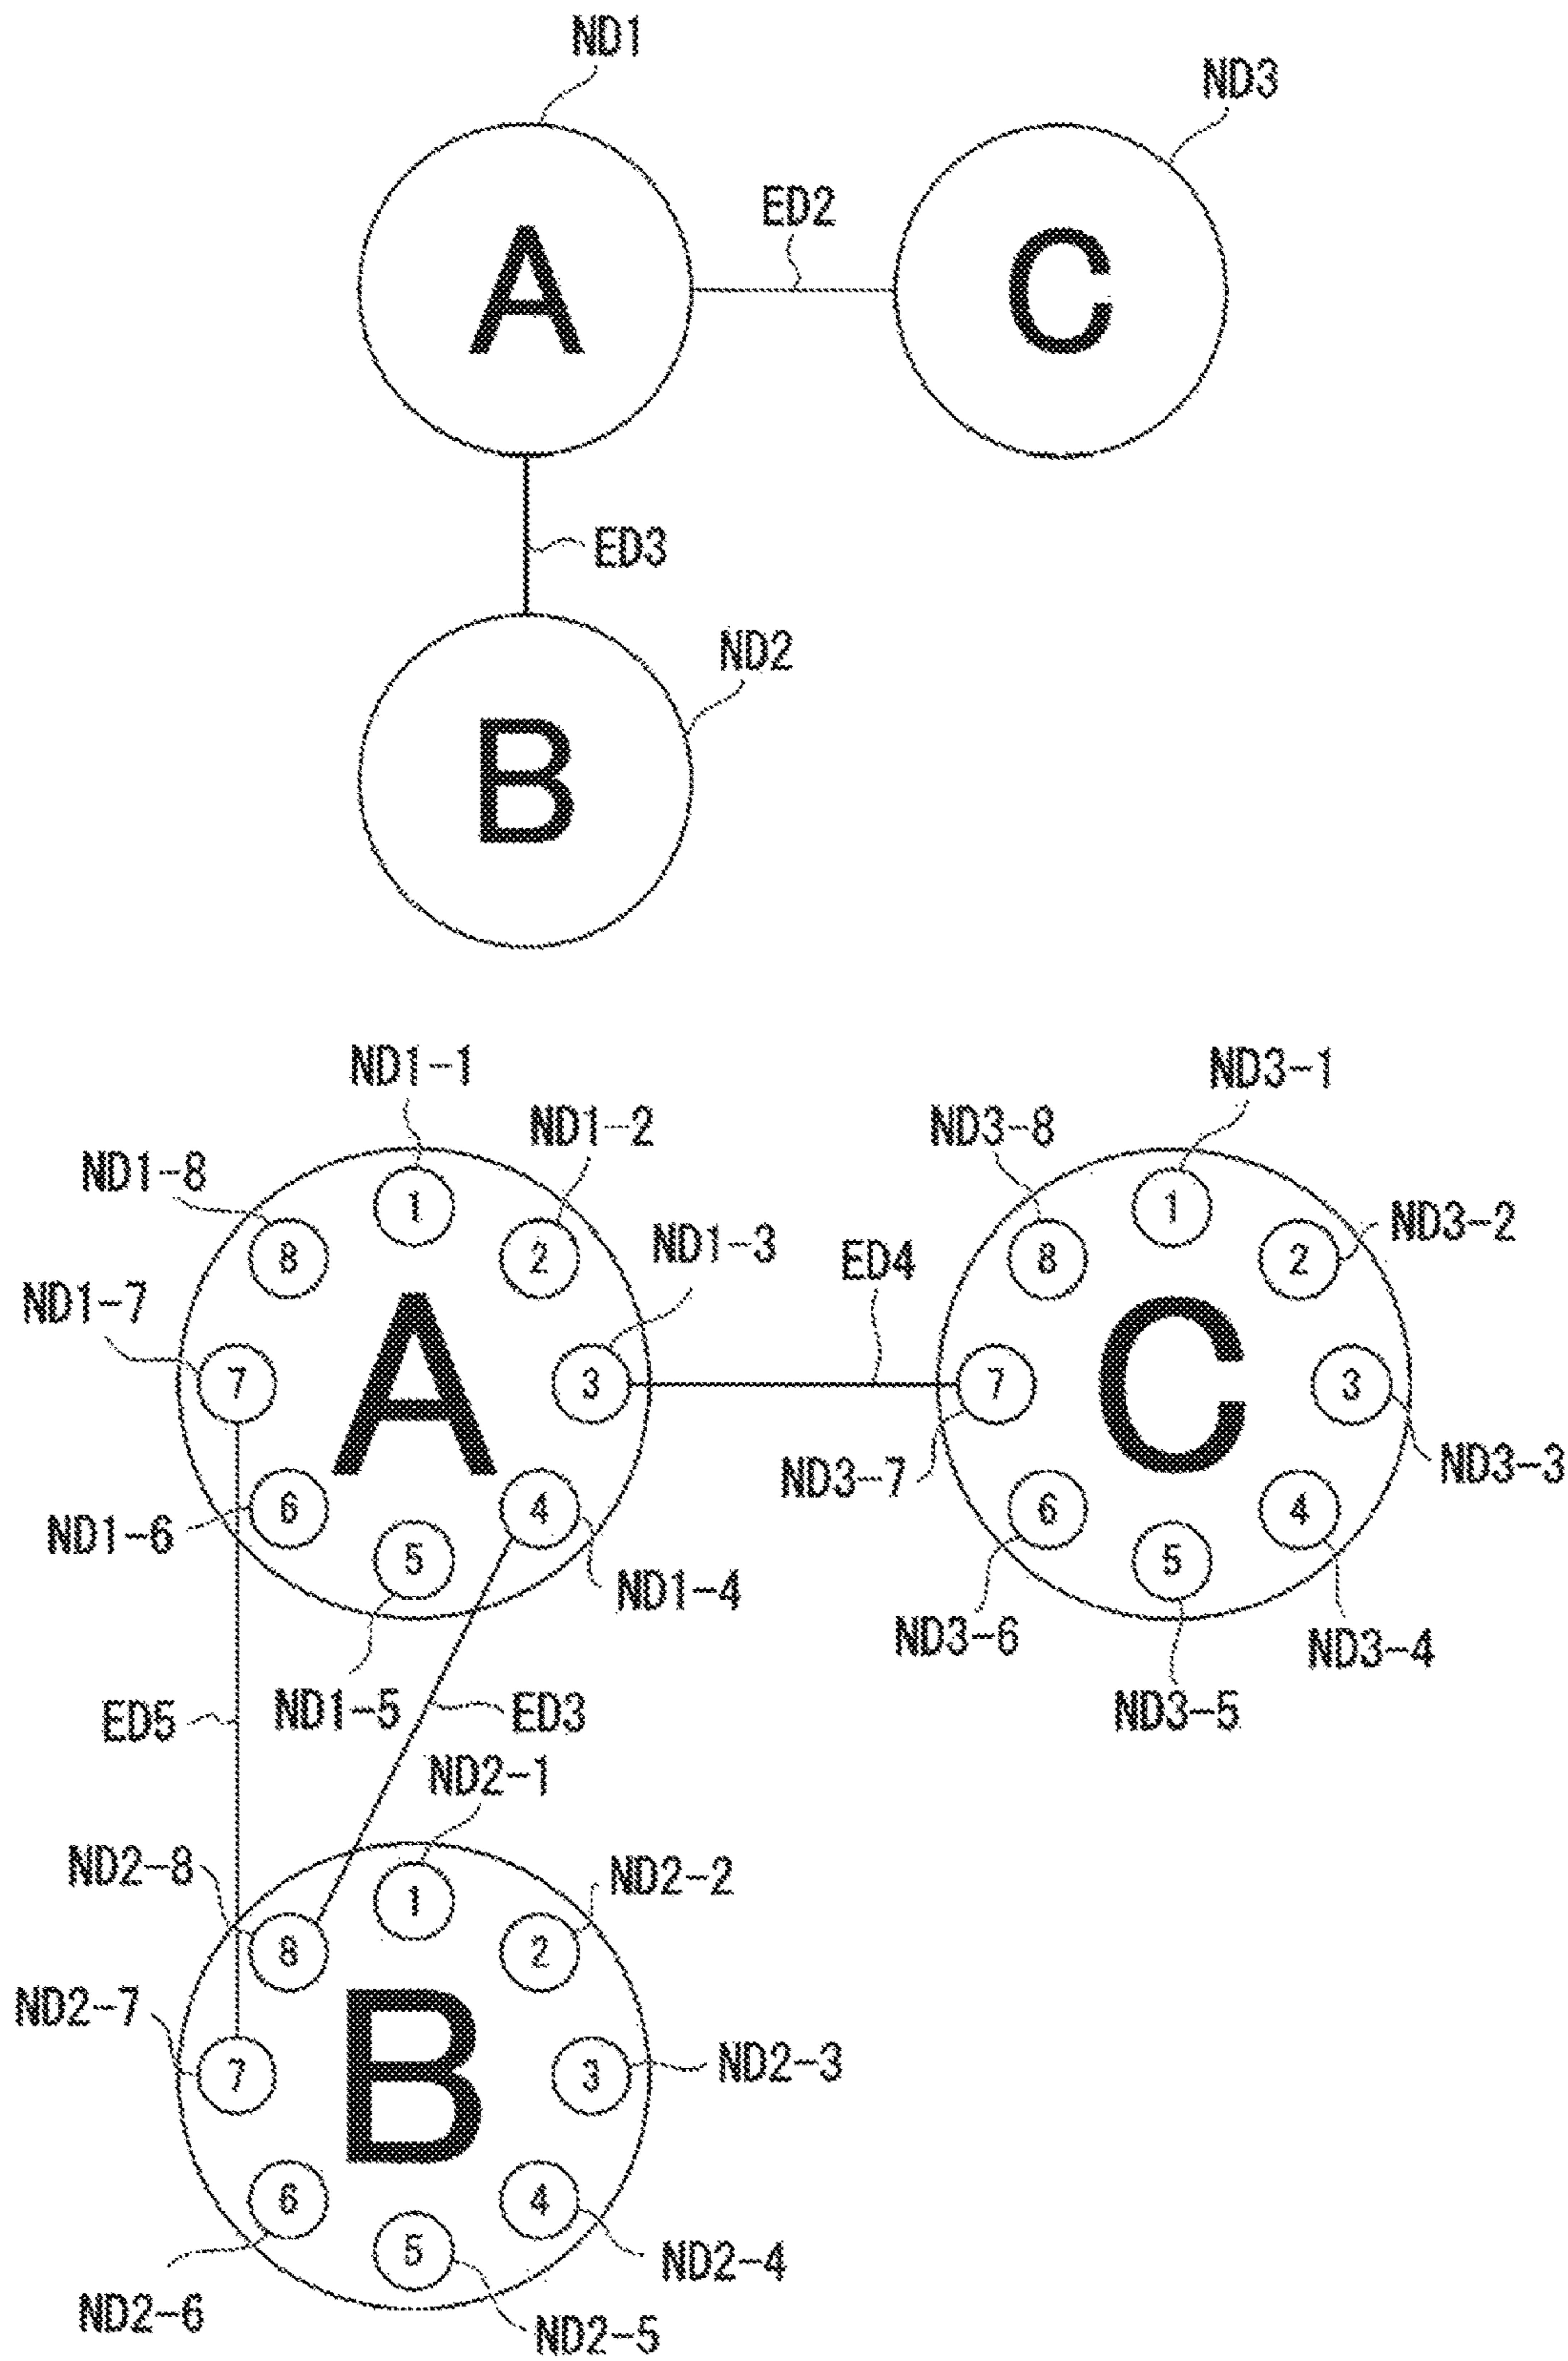 ND1
ND3
ED2
A
C
ED3
ND2
B
ND1-1
ND3-1
ND1-2
ND3-8
ND1-8
1
1
ND3-2
ND1-3
8
2
ED4
8
2
ND1-7
A
C
7
3
7
3
ND3-7
ND3-3
ND1-6
6
4
6
4
5
5
ND1-4
ND3-6
ND3-4
ND1-5
ED3
ND3-5
ED5
ND2-1
ND2-8
ND2-2
1
8
2
ND2-7
B
7
3
ND2-3
6
4
5
ND2-4
ND2-6
ND2-5